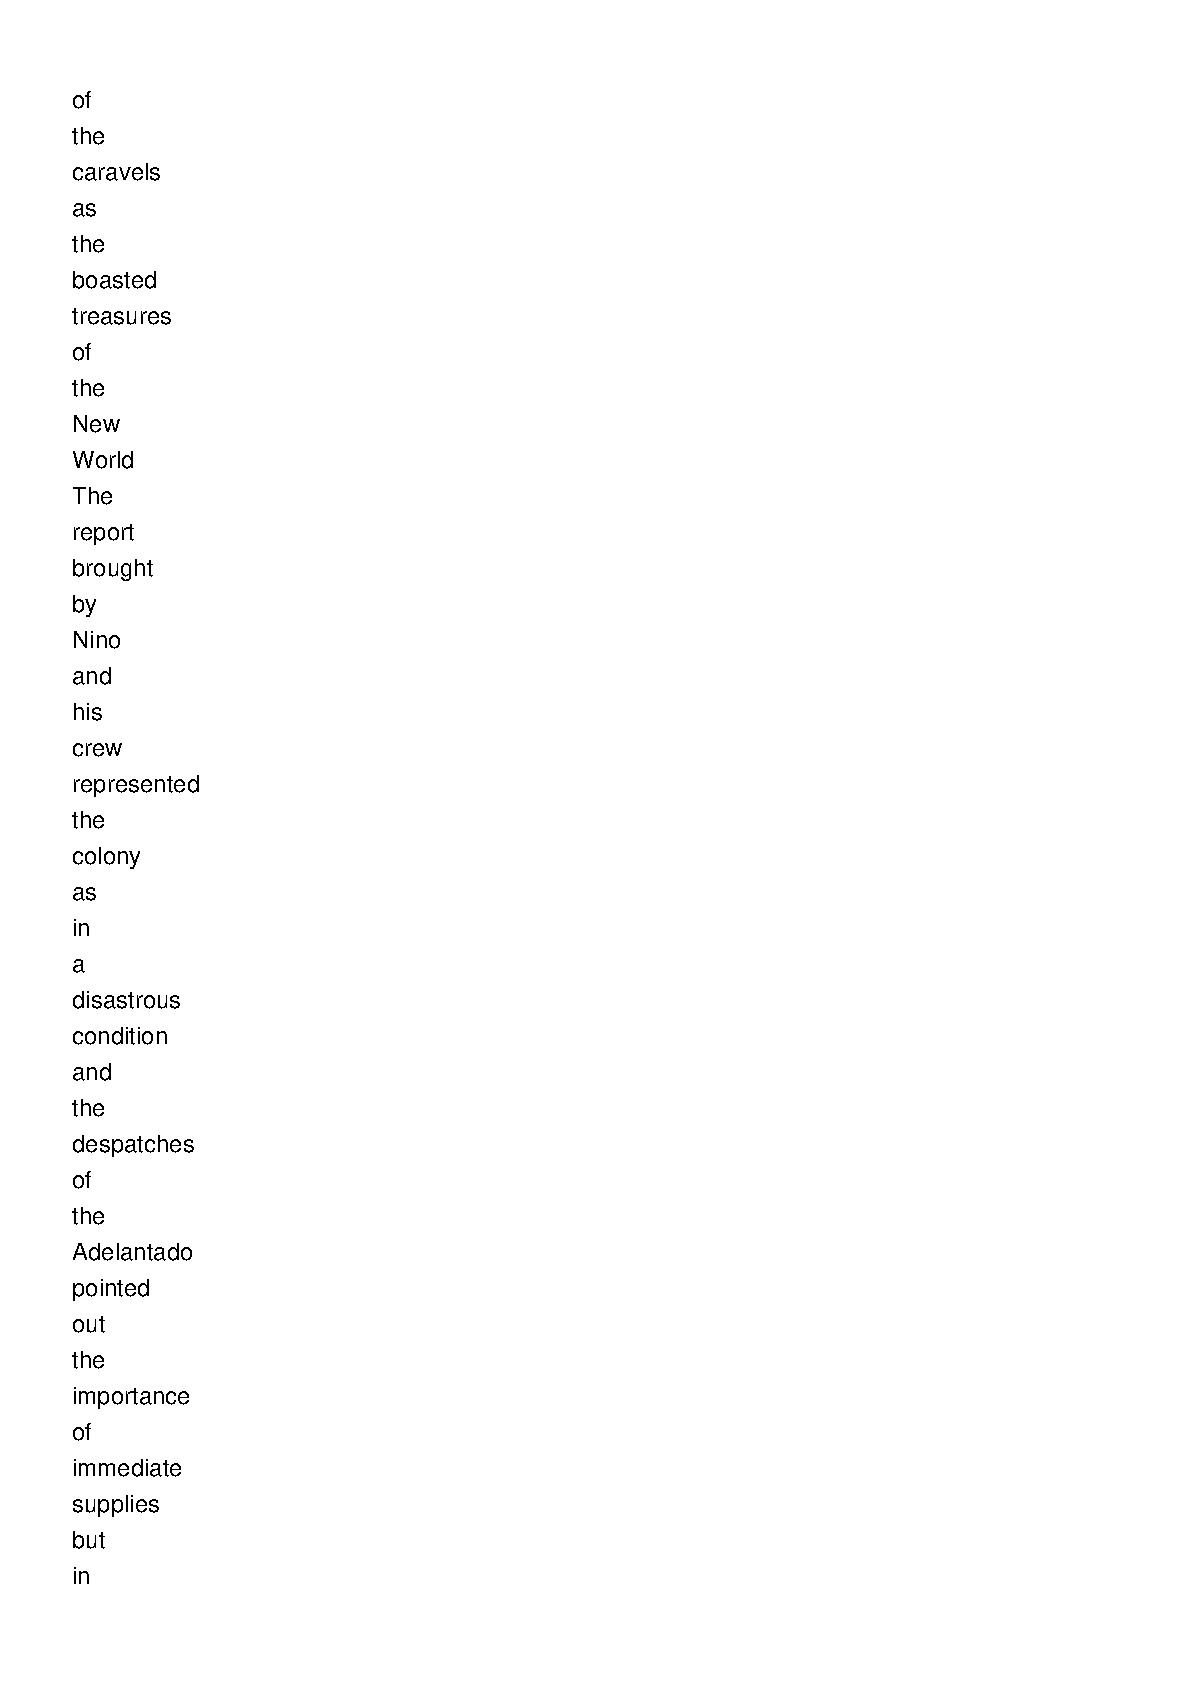 of
the
caravels
as
the
boasted
treasures
of
the
New
World
The
report
brought
by
Nino
and
his
crew
represented
the
colony
as
in
a
disastrous
condition
and
the
despatches
of
the
Adelantado
pointed
out
the
importance
of
immediate
supplies
but
in